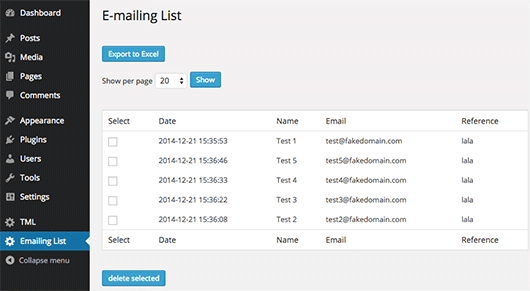 Dashboard
Posts
Media
Pages
Comments
Appearance
Plugins
Users
Tools
Settings
TML
Emailing List
Collapse menu
E-mailing List
Export to Excel
Show per page 20 Show
Select Date Name Email Reference
2014-12-21 15:35:53 Test 1 test@fakedomain.com lala
2014-12-21 15:36:46 Test 5 test5@fakedomain.com lala
2014-12-21 15:36:33 Test 4 test4@fakedomain.com lala
2014-12-21 15:36:22 Test 3 test3@fakedomain.com lala
2014-12-21 15:36:08 Test 2 test2@fakedomain.com lala
Select Date Name Email Reference
delete selected